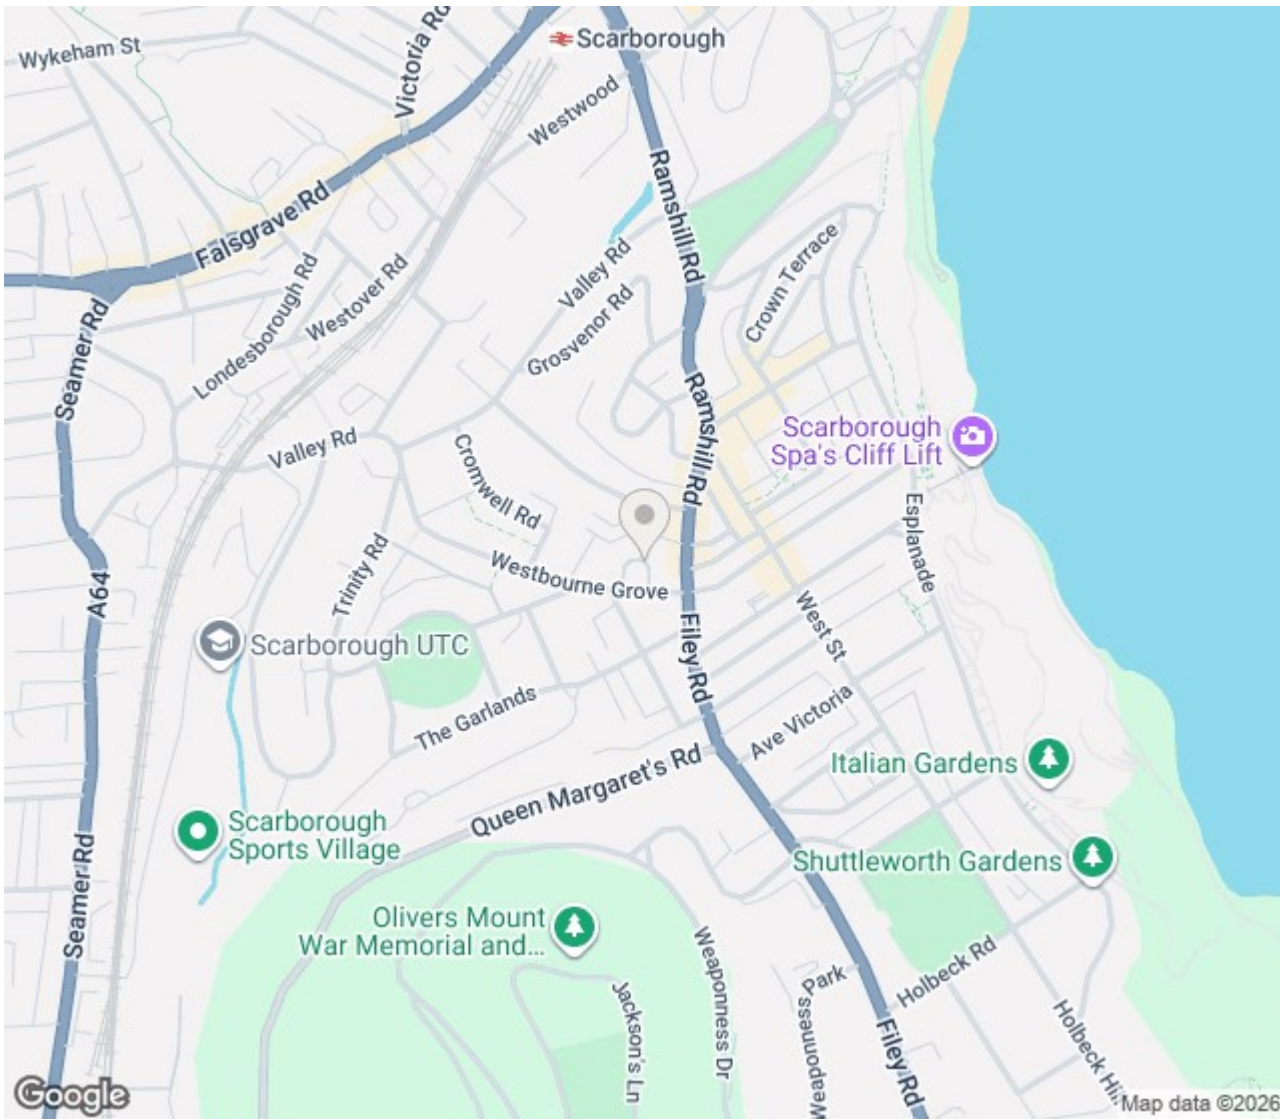 Wykeham St
Victoria Rd
Scarborough
Westwood
Ramshill Rd
Falsgrave Rd
Valley Rd
Crown Terrace
Londesborough Rd
Westover Rd
Grosvenor Rd
Seamer Rd
Ramshill Rd
Scarborough
Spa's Cliff Lift
Valley Rd
Cromwell Rd
Esplanade
Trinity Rd
Westbourne Grove
A64
West St
Scarborough UTC
Filey Rd
The Garlands
Ave Victoria
Queen Margaret's Rd
Italian Gardens
Scarborough
Sports Village
Shuttleworth Gardens
Seamer Rd
Olivers Mount
War Memorial and...
Weaponness Dr
Jackson's Ln
Weaponness
Park
Holbeck Rd
Filey Rd
Holbeck Hi
Google
Map data ©2026